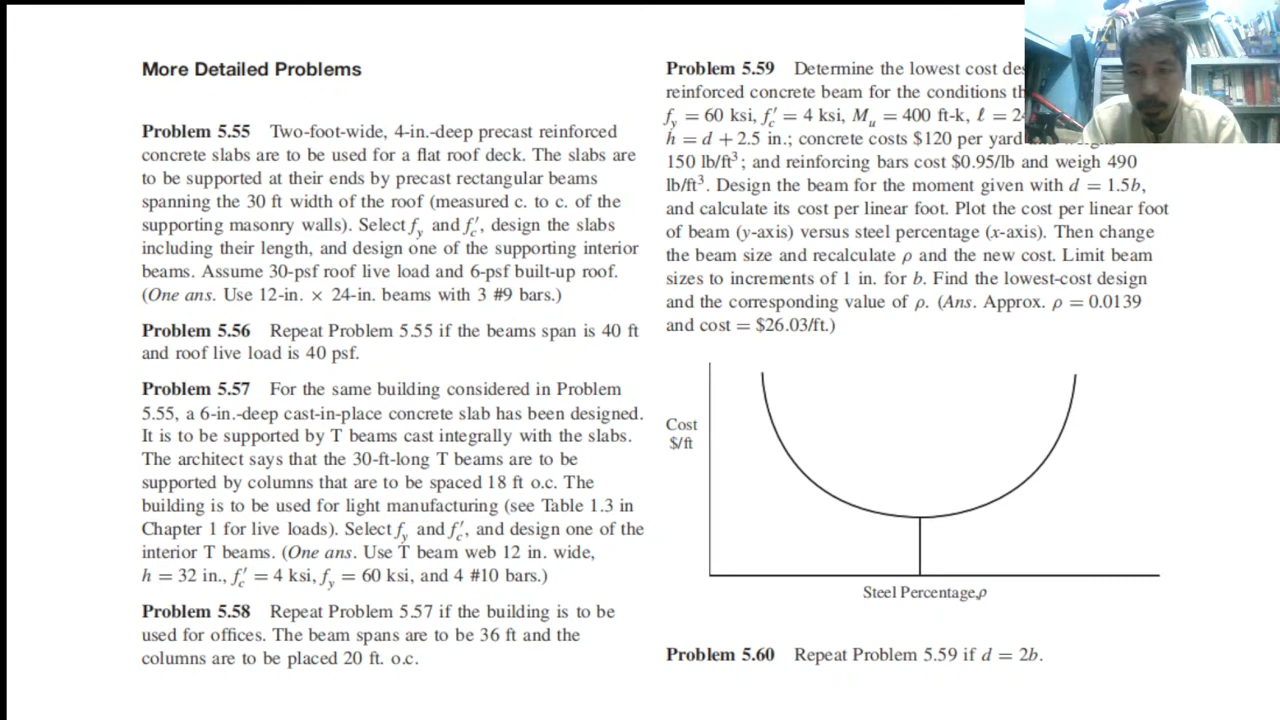 More Detailed Problems
Problem 5.55 Two-foot-wide, 4-in.-deep precast reinforced
concrete slabs are to be used for a flat roof deck. The slabs are
to be supported at their ends by precast rectangular beams
spanning the 30 ft width of the roof (measured c. to c. of the
supporting masonry walls). Select fy and f′c, design the slabs
including their length, and design one of the supporting interior
beams. Assume 30-psf roof live load and 6-psf built-up roof.
(One ans. Use 12-in. × 24-in. beams with 3 #9 bars.)
Problem 5.56 Repeat Problem 5.55 if the beams span is 40 ft
and roof live load is 40 psf.
Problem 5.57 For the same building considered in Problem
5.55, a 6-in.-deep cast-in-place concrete slab has been designed.
It is to be supported by T beams cast integrally with the slabs.
The architect says that the 30-ft-long T beams are to be
supported by columns that are to be spaced 18 ft o.c. The
building is to be used for light manufacturing (see Table 1.3 in
Chapter 1 for live loads). Select fy and f′c, and design one of the
interior T beams. (One ans. Use T beam web 12 in. wide,
h = 32 in., f′c = 4 ksi, fy = 60 ksi, and 4 #10 bars.)
Problem 5.58 Repeat Problem 5.57 if the building is to be
used for offices. The beam spans are to be 36 ft and the
columns are to be placed 20 ft. o.c.
Problem 5.59 Determine the lowest cost
reinforced concrete beam for the conditions
fy = 60 ksi, f′c = 4 ksi, Mu = 400 ft-k, ℓ =
h = d + 2.5 in.; concrete costs $120 per yard
150 lb/ft³; and reinforcing bars cost $0.95/lb and weigh 490
lb/ft³. Design the beam for the moment given with d = 1.5b,
and calculate its cost per linear foot. Plot the cost per linear foot
of beam (y-axis) versus steel percentage (x-axis). Then change
the beam size and recalculate ρ and the new cost. Limit beam
sizes to increments of 1 in. for b. Find the lowest-cost design
and the corresponding value of ρ. (Ans. Approx. ρ = 0.0139
and cost = $26.03/ft.)
Cost
$/ft
Steel Percentage,ρ
Problem 5.60 Repeat Problem 5.59 if d = 2b.